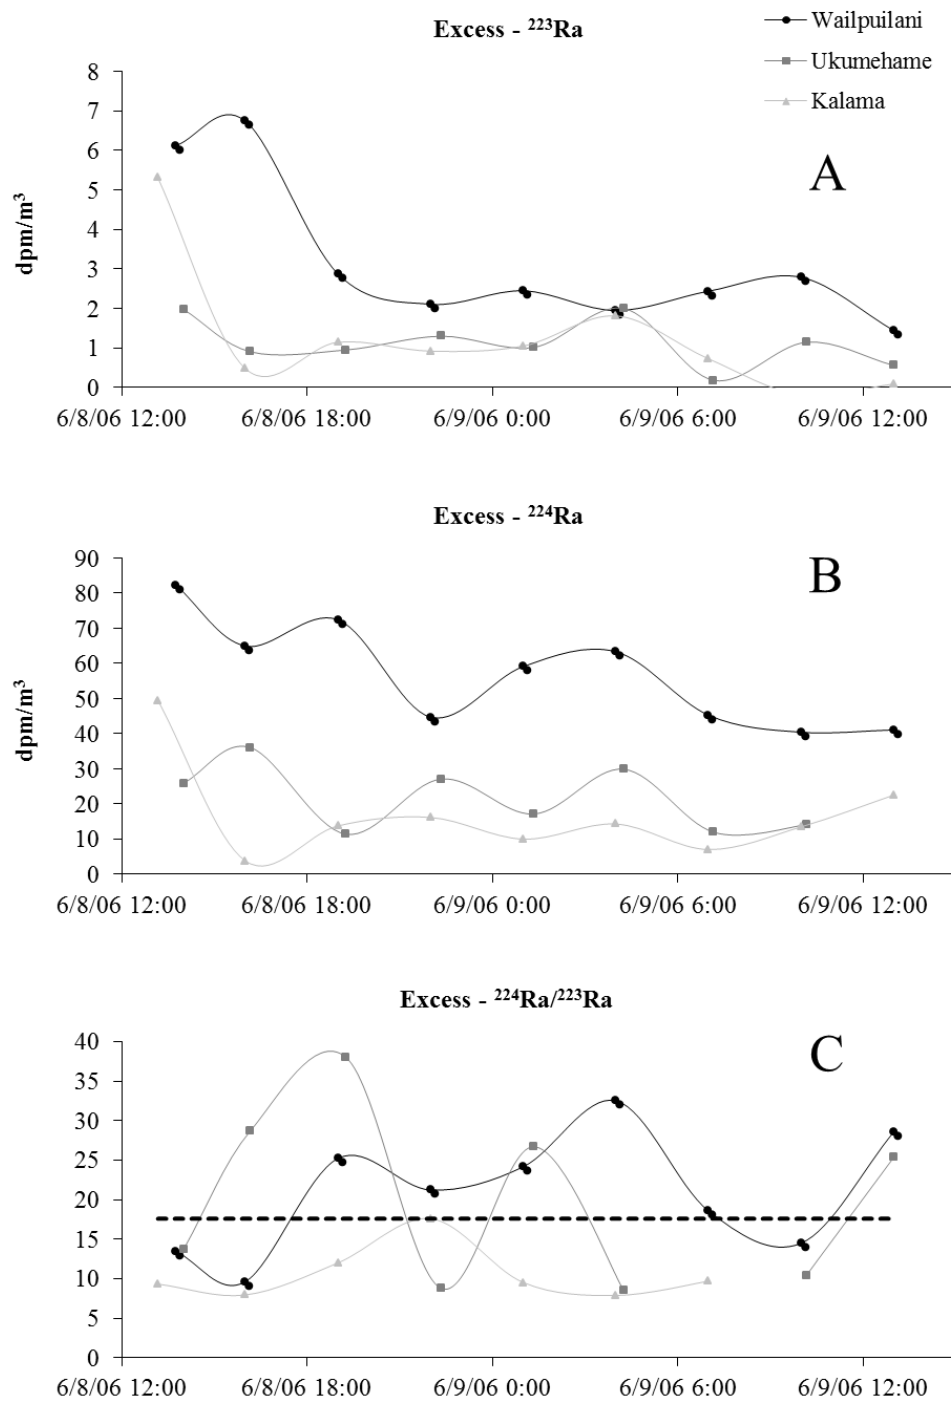 Excess - ²²³Ra
Wailpuilani
Ukumehame
Kalama
A
dpm/m³
8
7
6
5
4
3
2
1
0
6/8/06 12:00 6/8/06 18:00 6/9/06 0:00 6/9/06 6:00 6/9/06 12:00
Excess - ²²⁴Ra
B
dpm/m³
90
80
70
60
50
40
30
20
10
0
6/8/06 12:00 6/8/06 18:00 6/9/06 0:00 6/9/06 6:00 6/9/06 12:00
Excess - ²²⁴Ra/²²³Ra
C
40
35
30
25
20
15
10
5
0
6/8/06 12:00 6/8/06 18:00 6/9/06 0:00 6/9/06 6:00 6/9/06 12:00